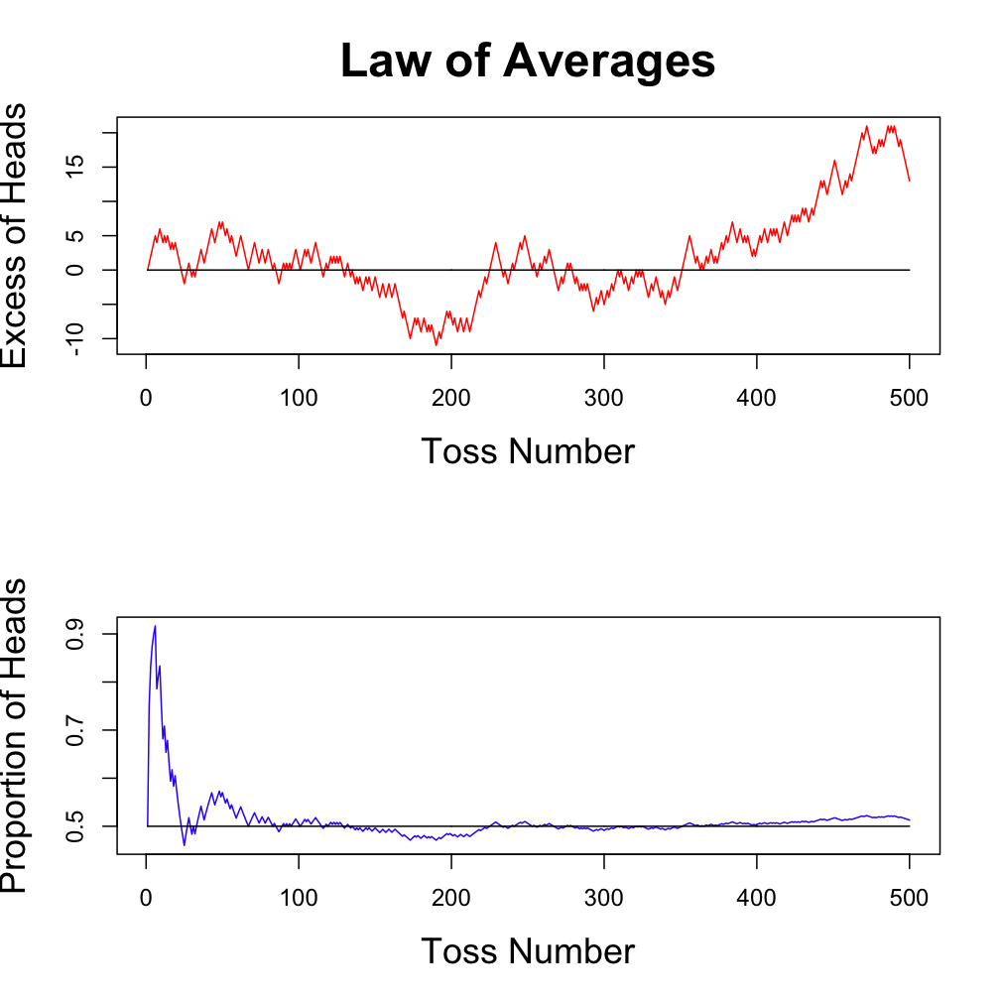 Law of Averages
Excess of Heads
15
5
0
-10
0 100 200 300 400 500
Toss Number
Proportion of Heads
0.9
0.7
0.5
0 100 200 300 400 500
Toss Number